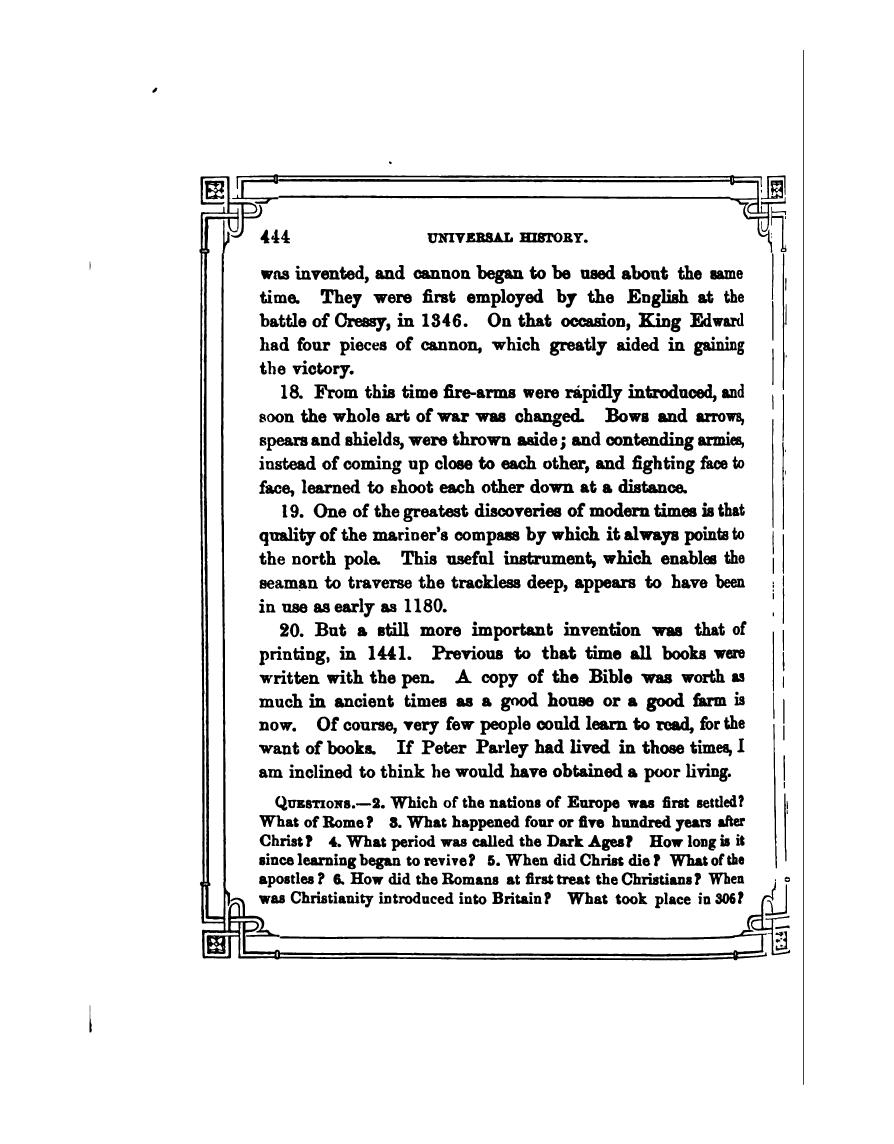 444 UNIVERSAL HISTORY.
was invented, and cannon began to be used about the same
time. They were first employed by the English at the
battle of Cressy, in 1346. On that occasion, King Edward
had four pieces of cannon, which greatly aided in gaining
the victory.
18. From this time fire-arms were rapidly introduced, and
soon the whole art of war was changed. Bows and arrows,
spears and shields, were thrown aside; and contending armies,
instead of coming up close to each other, and fighting face to
face, learned to shoot each other down at a distance.
19. One of the greatest discoveries of modern times is that
quality of the mariner's compass by which it always points to
the north pole. This useful instrument, which enables the
seaman to traverse the trackless deep, appears to have been
in use as early as 1180.
20. But a still more important invention was that of
printing, in 1441. Previous to that time all books were
written with the pen. A copy of the Bible was worth as
much in ancient times as a good house or a good farm is
now. Of course, very few people could learn to read, for the
want of books. If Peter Parley had lived in those times, I
am inclined to think he would have obtained a poor living.
QUESTIONS.—2. Which of the nations of Europe was first settled?
What of Rome? 3. What happened four or five hundred years after
Christ? 4. What period was called the Dark Ages? How long is it
since learning began to revive? 5. When did Christ die? What of the
apostles? 6. How did the Romans at first treat the Christians? When
was Christianity introduced into Britain? What took place in 306?